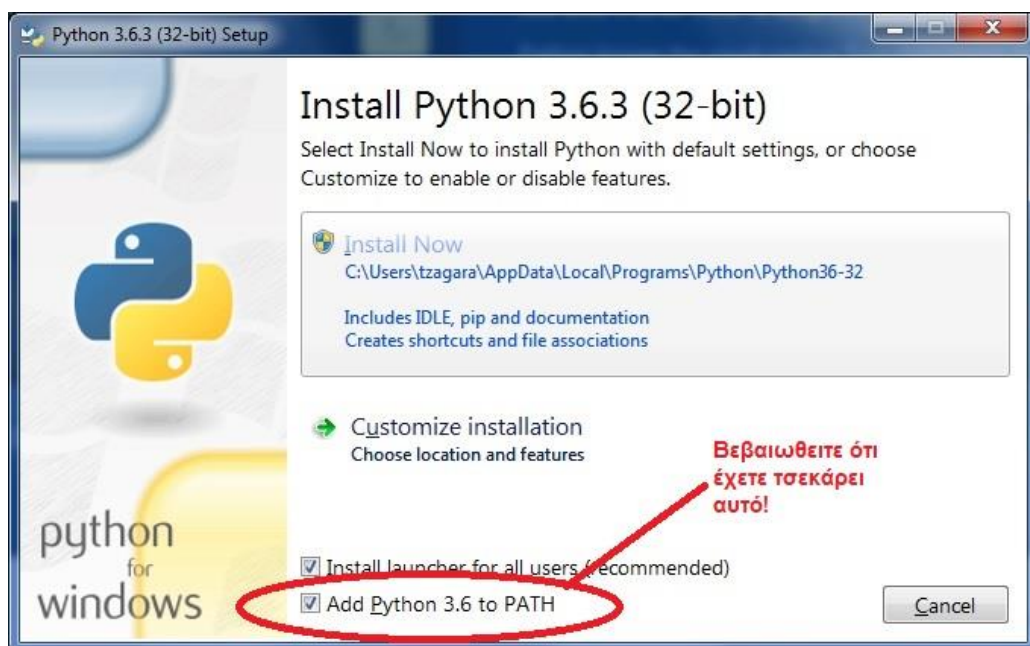 Python 3.6.3 (32-bit) Setup
Install Python 3.6.3 (32-bit)
Select Install Now to install Python with default settings, or choose
Customize to enable or disable features.
Install Now
C:\Users\tzagara\AppData\Local\Programs\Python\Python36-32
Includes IDLE, pip and documentation
Creates shortcuts and file associations
Customize installation
Choose location and features
Βεβαιωθειτε ότι
έχετε τσεκάρει
αυτό!
Install launcher for all users (recommended)
Add Python 3.6 to PATH
Cancel
python
for
windows